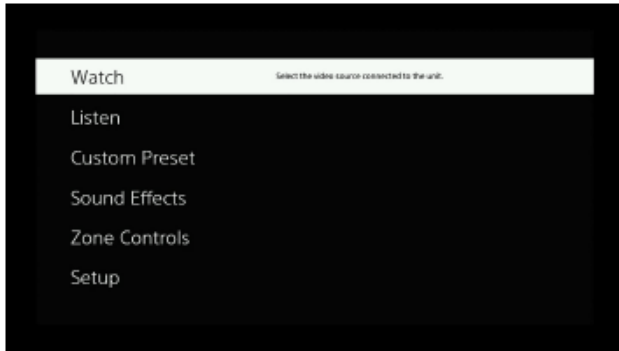 Watch Select the video source connected to the unit.
Listen
Custom Preset
Sound Effects
Zone Controls
Setup